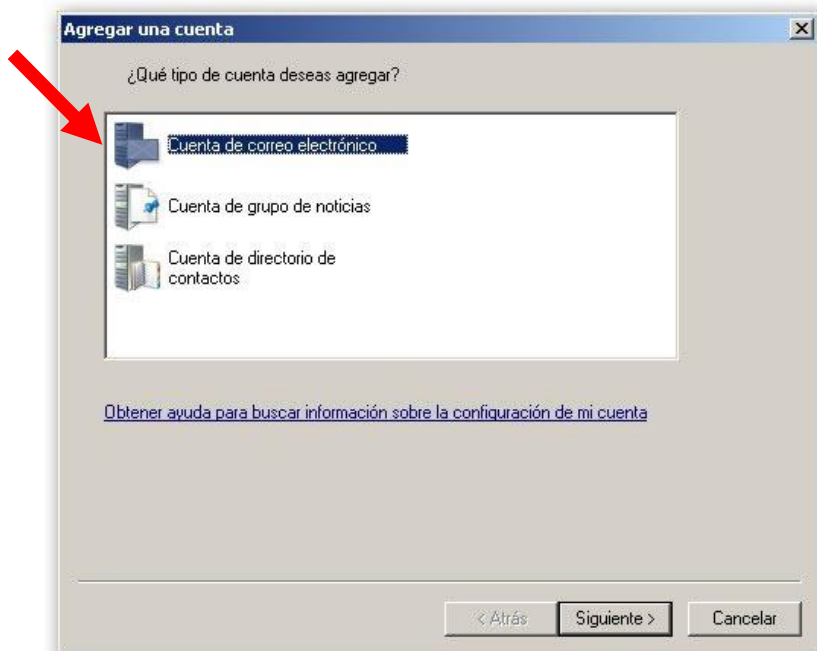 Agregar una cuenta
¿Qué tipo de cuenta deseas agregar?
Cuenta de correo electrónico
Cuenta de grupo de noticias
Cuenta de directorio de
contactos
Obtener ayuda para buscar información sobre la configuración de mi cuenta
< Atrás Siguiente > Cancelar